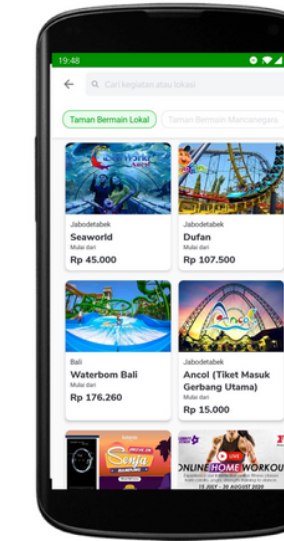 19:48
Cari kegiatan atau lokasi
Taman Bermain Lokal
Taman Bermain Mancanegara
Jabodetabek
Seaworld
Mulai dari
Rp 45.000
Jabodetabek
Dufan
Mulai dari
Rp 107.500
Bali
Waterbom Bali
Mulai dari
Rp 176.260
Ancol
Jabodetabek
Ancol (Tiket Masuk
Gerbang Utama)
Mulai dari
Rp 15.000
Senja
LIVE
ONLINE HOME WORKOU
15 JULY - 30 AUGUST 2020